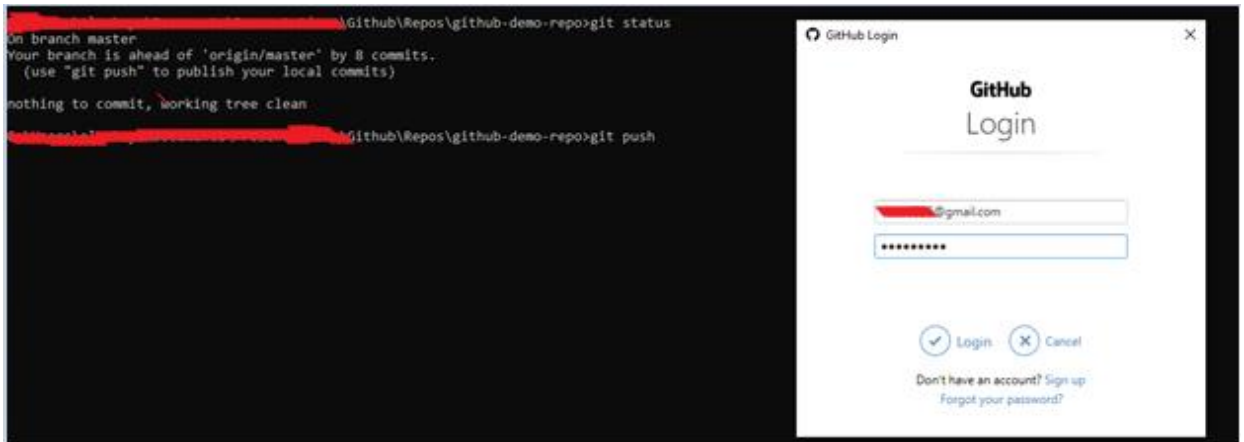 \Github\Repos\github-demo-repo>git status
On branch master
Your branch is ahead of 'origin/master' by 8 commits.
(use "git push" to publish your local commits)
nothing to commit, working tree clean
\Github\Repos\github-demo-repo>git push
GitHub Login
GitHub
Login
@gmail.com
Login
Cancel
Don't have an account? Sign up
Forgot your password?